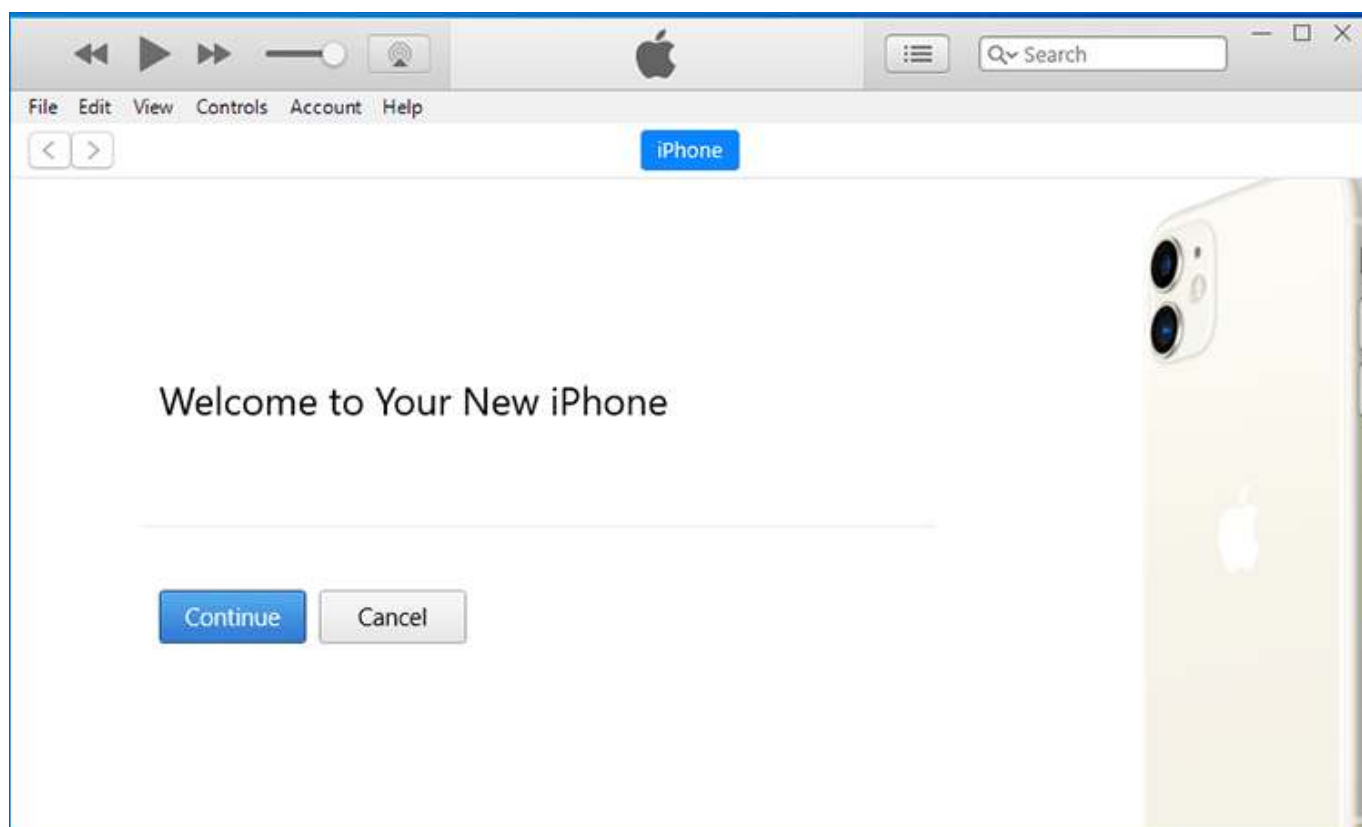 Search
File Edit View Controls Account Help
iPhone
Welcome to Your New iPhone
Continue Cancel